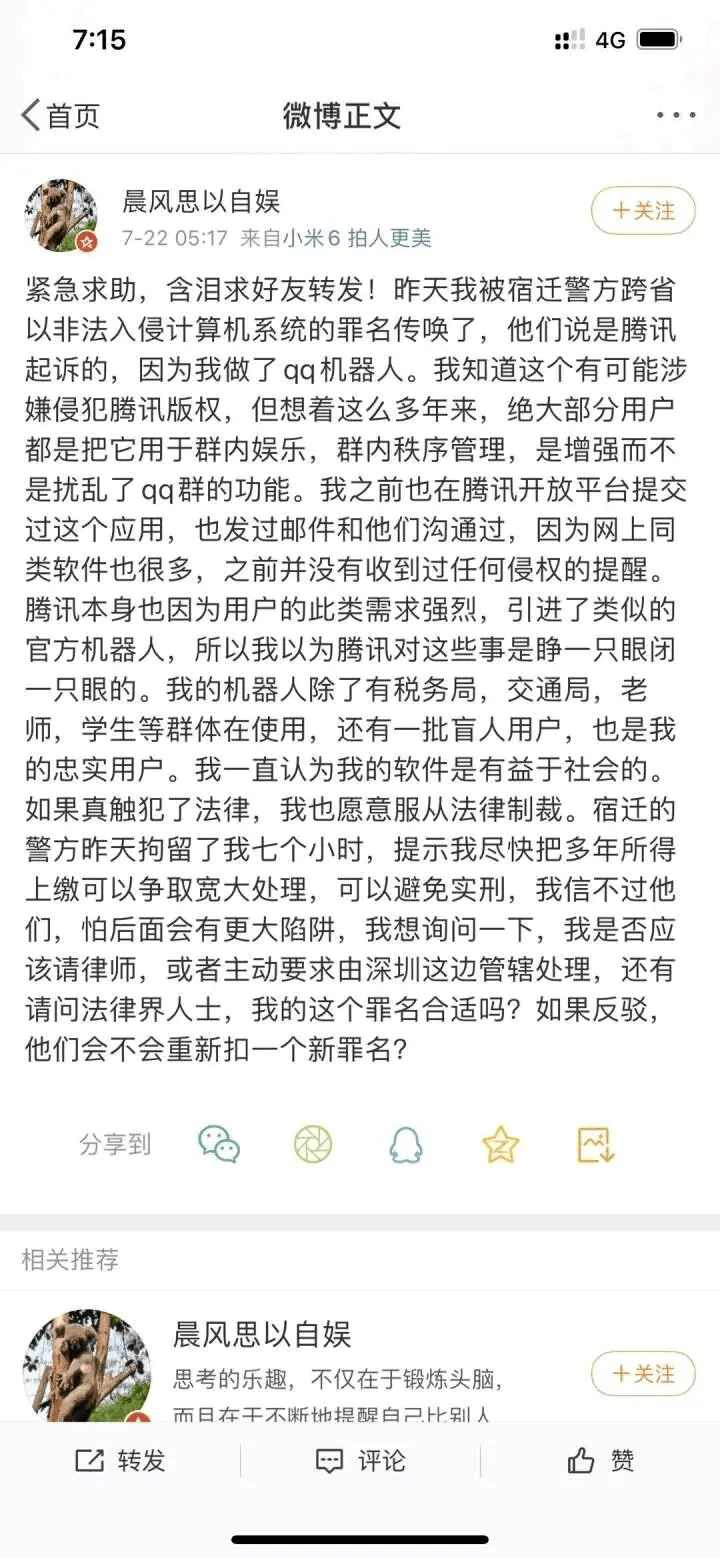 7:15
4G
首页
微博正文
晨风思以自娱
＋关注
7-22 05:17 来自小米6 拍人更美
紧急求助，含泪求好友转发！昨天我被宿迁警方跨省
以非法入侵计算机系统的罪名传唤了，他们说是腾讯
起诉的，因为我做了qq机器人。我知道这个有可能涉
嫌侵犯腾讯版权，但想着这么多年来，绝大部分用户
都是把它用于群内娱乐，群内秩序管理，是增强而不
是扰乱了qq群的功能。我之前也在腾讯开放平台提交
过这个应用，也发过邮件和他们沟通过，因为网上同
类软件也很多，之前并没有收到过任何侵权的提醒。
腾讯本身也因为用户的此类需求强烈，引进了类似的
官方机器人，所以我以为腾讯对这些事是睁一只眼闭
一只眼的。我的机器人除了有税务局，交通局，老
师，学生等群体在使用，还有一批盲人用户，也是我
的忠实用户。我一直认为我的软件是有益于社会的。
如果真触犯了法律，我也愿意服从法律制裁。宿迁的
警方昨天拘留了我七个小时，提示我尽快把多年所得
上缴可以争取宽大处理，可以避免实刑，我信不过他
们，怕后面会有更大陷阱，我想询问一下，我是否应
该请律师，或者主动要求由深圳这边管辖处理，还有
请问法律界人士，我的这个罪名合适吗？如果反驳，
他们会不会重新扣一个新罪名？
分享到
相关推荐
晨风思以自娱
思考的乐趣，不仅在于锻炼头脑，
＋关注
而且在于不断地提醒自己比别人
转发
评论
赞